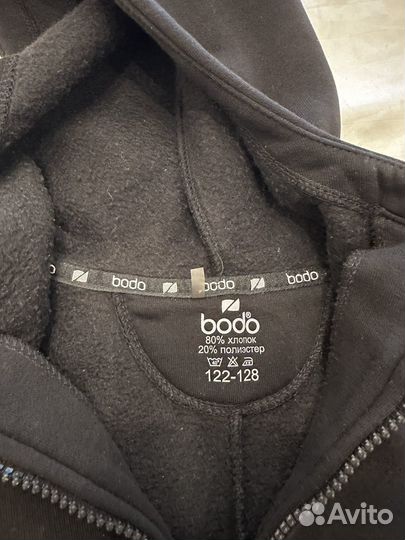 bodo bodo bodo
bodo®
80% хлопок
20% полиэстер
122-128
Avito